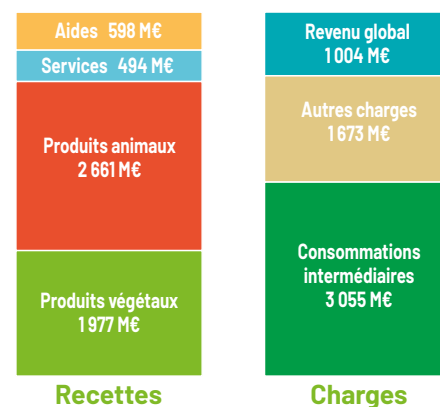 Aides 598 M€
Services 494 M€
Produits animaux
2 661 M€
Produits végétaux
1 977 M€
Recettes
Revenu global
1 004 M€
Autres charges
1 673 M€
Consommations
intermédiaires
3 055 M€
Charges